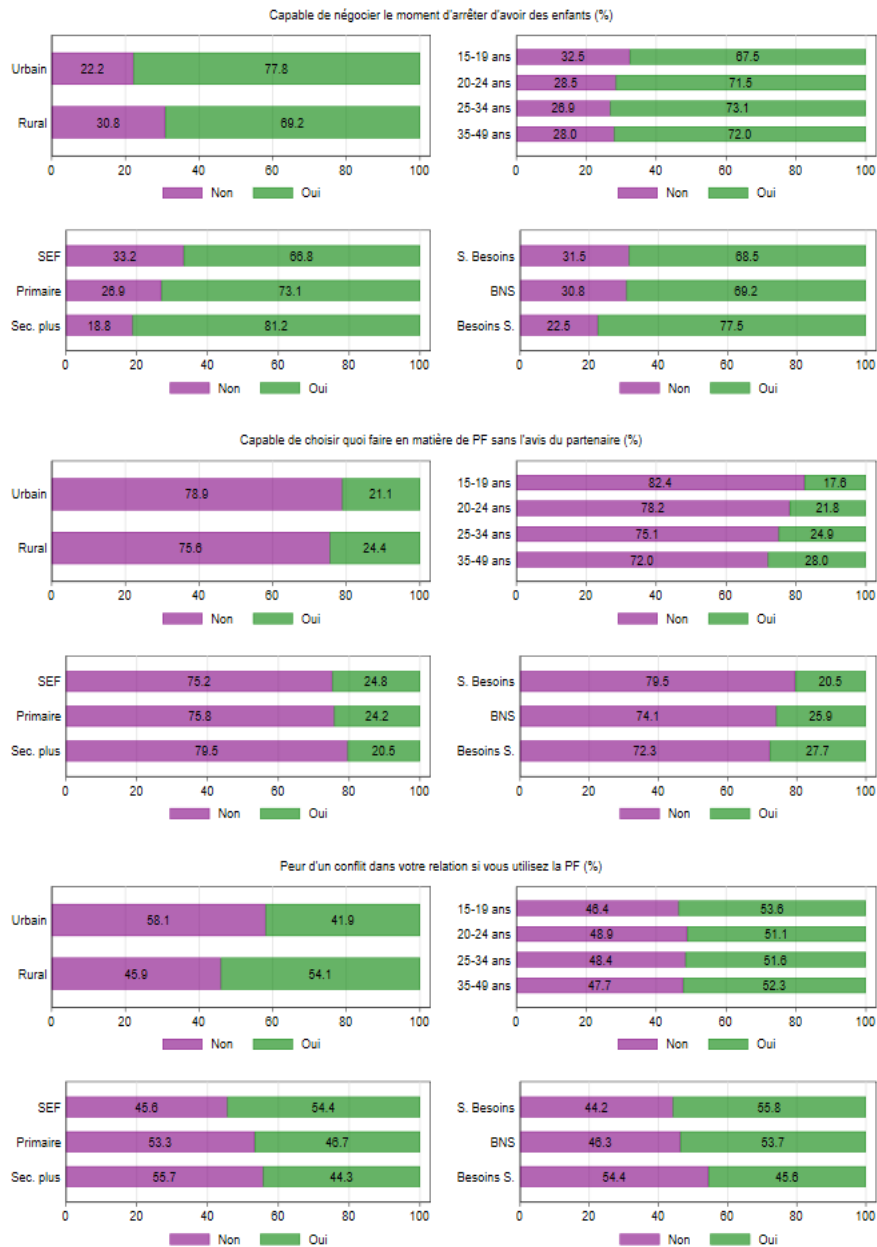 Capable de négocier le moment d'arrêter d'avoir des enfants (%)
Urbain 22.2 77.8
Rural 30.8 69.2
0 20 40 60 80 100
Non Oui
15-19 ans 32.5 67.5
20-24 ans 28.5 71.5
25-34 ans 26.9 73.1
35-49 ans 28.0 72.0
0 20 40 60 80 100
Non Oui
SEF 33.2 66.8
Primaire 26.9 73.1
Sec. plus 18.8 81.2
0 20 40 60 80 100
Non Oui
S. Besoins 31.5 68.5
BNS 30.8 69.2
Besoins S. 22.5 77.5
0 20 40 60 80 100
Non Oui
Capable de choisir quoi faire en matière de PF sans l'avis du partenaire (%)
Urbain 78.9 21.1
Rural 75.6 24.4
0 20 40 60 80 100
Non Oui
15-19 ans 82.4 17.6
20-24 ans 78.2 21.8
25-34 ans 75.1 24.9
35-49 ans 72.0 28.0
0 20 40 60 80 100
Non Oui
SEF 75.2 24.8
Primaire 75.8 24.2
Sec. plus 79.5 20.5
0 20 40 60 80 100
Non Oui
S. Besoins 79.5 20.5
BNS 74.1 25.9
Besoins S. 72.3 27.7
0 20 40 60 80 100
Non Oui
Peur d'un conflit dans votre relation si vous utilisez la PF (%)
Urbain 58.1 41.9
Rural 45.9 54.1
0 20 40 60 80 100
Non Oui
15-19 ans 46.4 53.6
20-24 ans 48.9 51.1
25-34 ans 48.4 51.6
35-49 ans 47.7 52.3
0 20 40 60 80 100
Non Oui
SEF 45.6 54.4
Primaire 53.3 46.7
Sec. plus 55.7 44.3
0 20 40 60 80 100
Non Oui
S. Besoins 44.2 55.8
BNS 46.3 53.7
Besoins S. 54.4 45.6
0 20 40 60 80 100
Non Oui